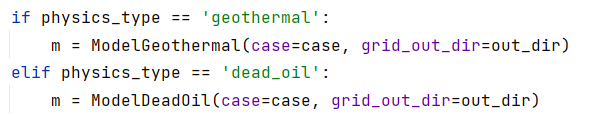 if physics_type == 'geothermal':
    m = ModelGeothermal(case=case, grid_out_dir=out_dir)
elif physics_type == 'dead_oil':
    m = ModelDeadOil(case=case, grid_out_dir=out_dir)